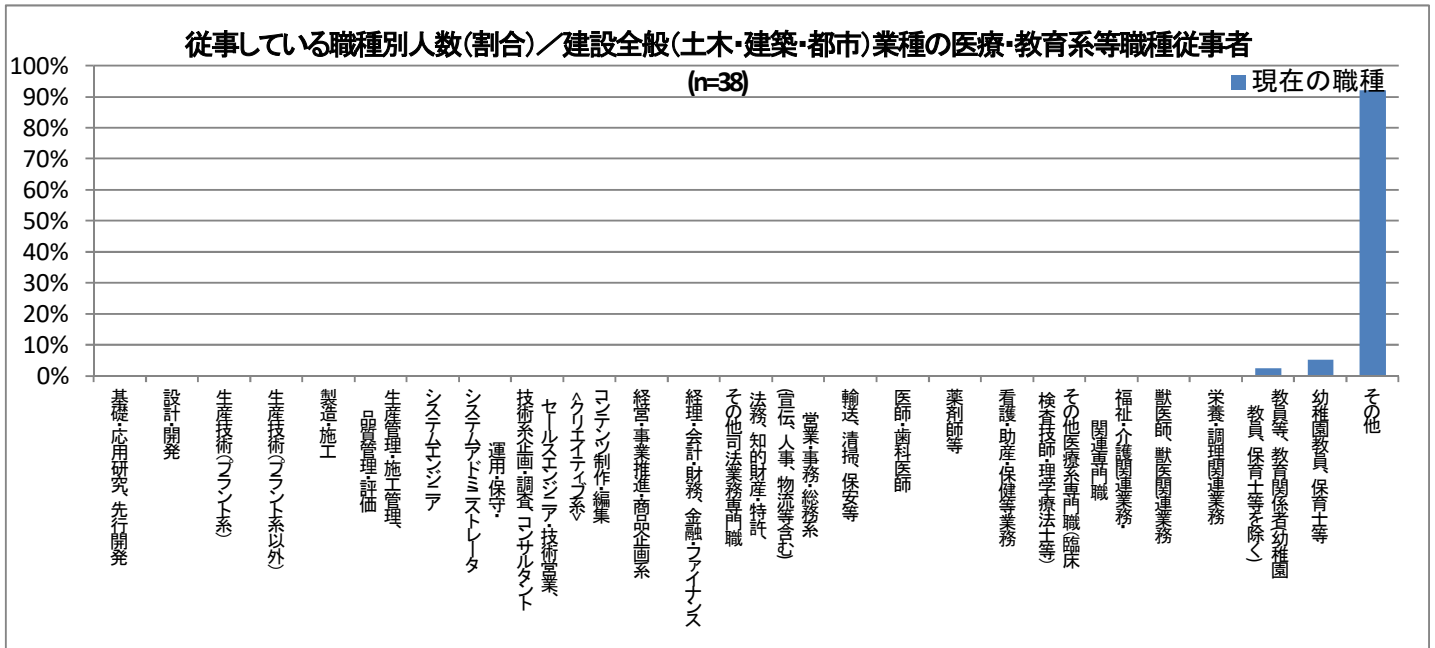 従事している職種別人数(割合)／建設全般(土木・建築・都市)業種の医療・教育系等職種従事者
(n=38)
現在の職種
100%
90%
80%
70%
60%
50%
40%
30%
20%
10%
0%
基礎・応用研究、先行開発
設計・開発
生産技術(プラント系)
生産技術(プラント系以外)
製造・施工
生産管理・施工管理、
品質管理・評価
システムエンジニア
運用・保守・
システムアドミニストレータ
セールスエンジニア・技術営業、
技術系企画・調査、コンサルタント
コンテンツ制作・編集
<クリエイティブ系>
経営・事業推進・商品企画系
経理・会計・財務、金融・ファイナンス
法務、知的財産・特許、
その他司法業務専門職
営業・事務・総務系
(宣伝、人事、物流等含む)
輸送、清掃、保安等
医師・歯科医師
薬剤師等
看護・助産・保健等業務
その他医療系専門職(臨床
検査技師・理学療法士等)
福祉・介護関連業務・
関連専門職
獣医師、獣医関連業務
栄養・調理関連業務
教員等、教育関係者(幼稚園
教員、保育士等を除く)
幼稚園教員、保育士等
その他